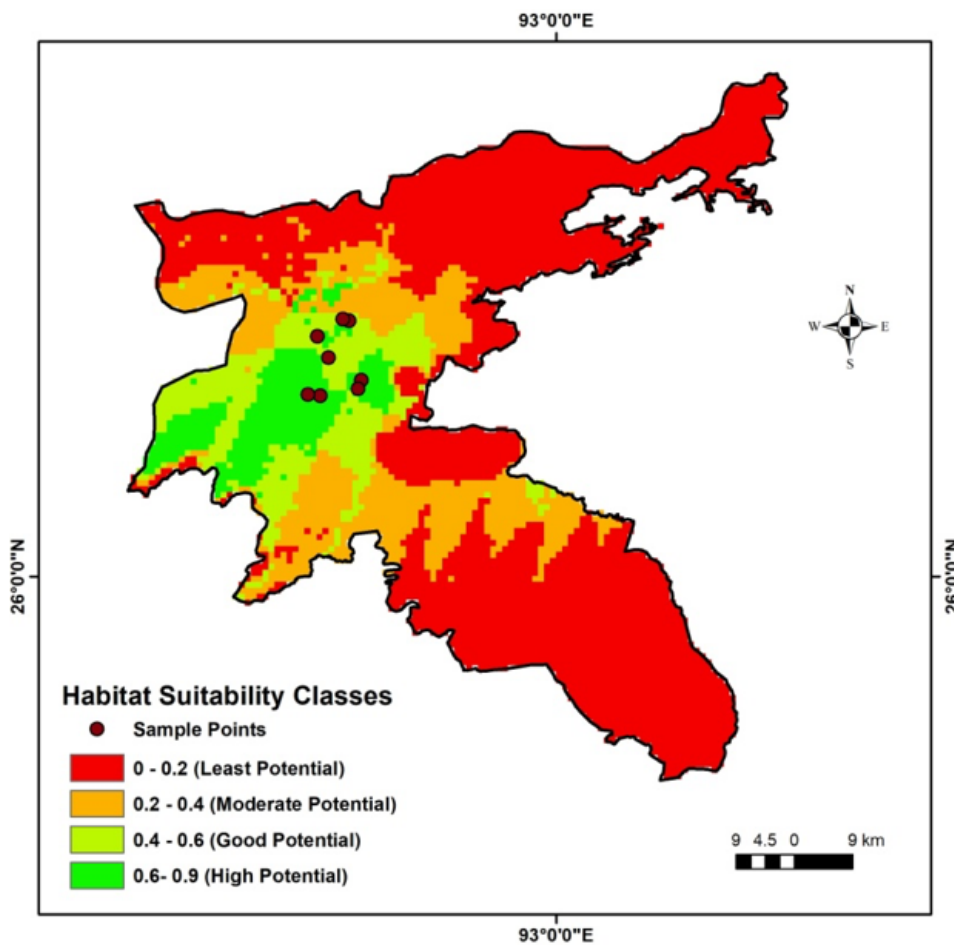 93°0'0"E
N
W E
S
26°0'0"N
26°0'0"N
Habitat Suitability Classes
Sample Points
0 - 0.2 (Least Potential)
0.2 - 0.4 (Moderate Potential)
0.4 - 0.6 (Good Potential)
0.6- 0.9 (High Potential)
9 4.5 0 9 km
93°0'0"E